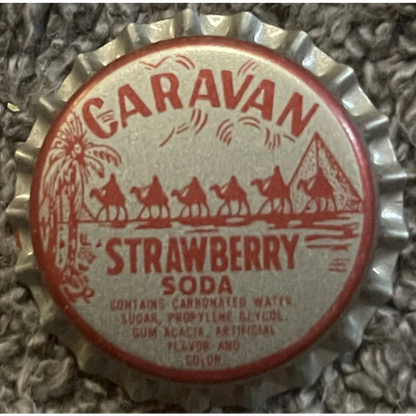 CARAVAN
STRAWBERRY
SODA
CONTAINS CARBONATED WATER
SUGAR, PROPYLENE GLYCOL,
GUM ACACIA, ARTIFICIAL
FLAVOR AND
COLOR